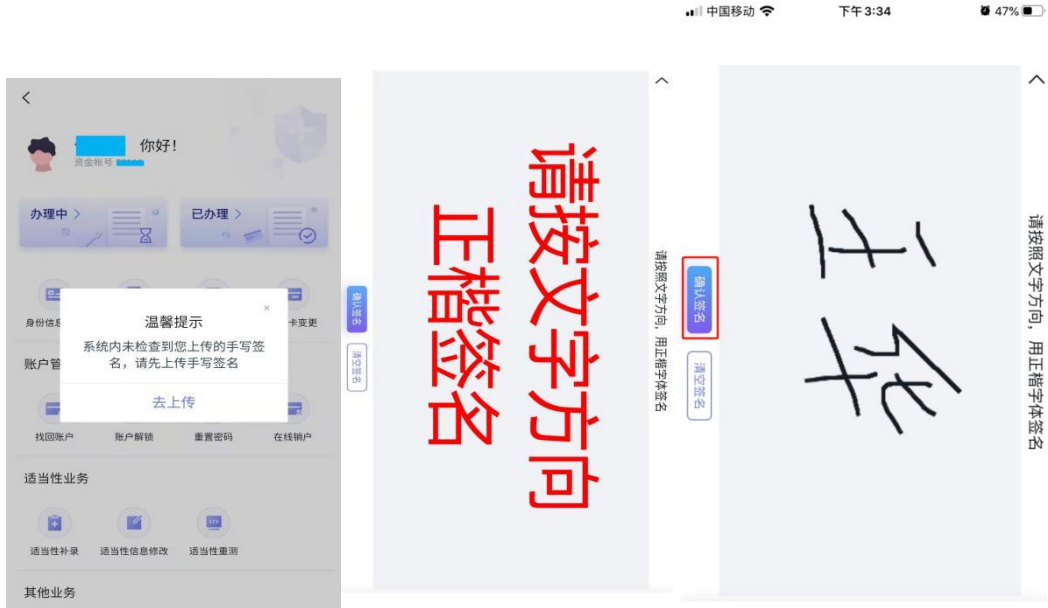 你好！
资金帐号
办理中 >
已办理 >
身份信息
卡变更
温馨提示
×
系统内未检查到您上传的手写签
名，请先上传手写签名
去上传
账户管
找回账户
账户解锁
重置密码
在线销户
适当性业务
适当性补录
适当性信息修改
适当性重测
其他业务
请按照文字方向，用正楷字体签名
请按文字方向
正楷签名
确认签名
清空签名
中国移动
下午3:34
47%
请按照文字方向，用正楷字体签名
王华
确认签名
清空签名